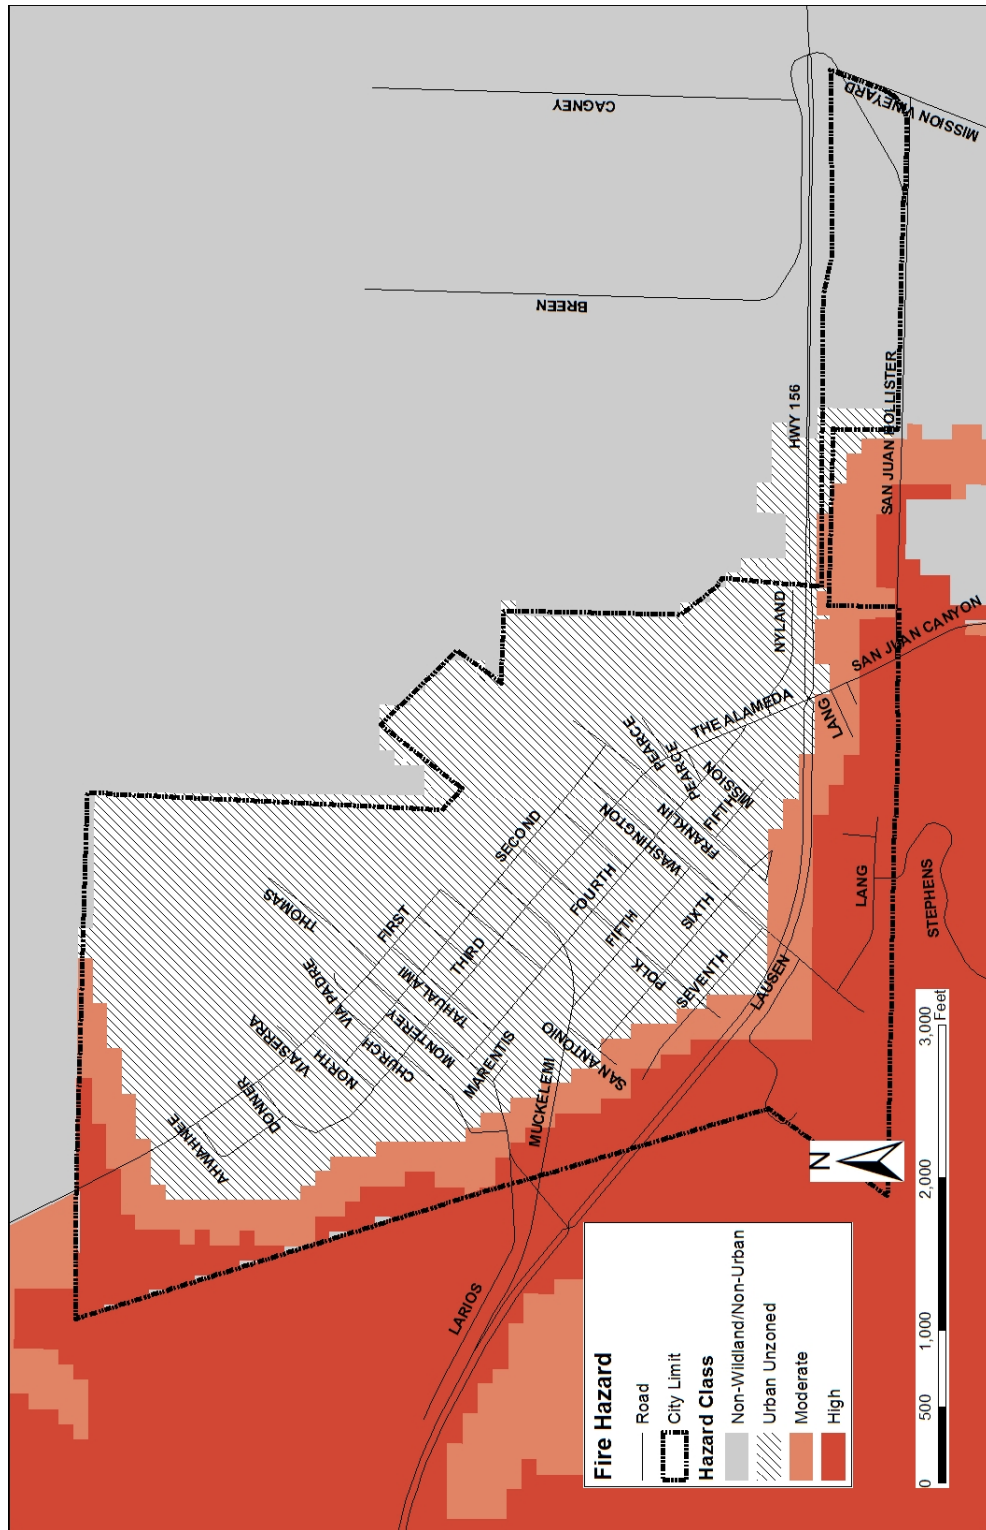 CAGNEY
BREEN
MISSION VINEYARD
HWY 156
SAN JUAN HOLLISTER
NYLAND
SAN JUAN CANYON
THE ALAMEDA
LANG
PEARCE
PEARCE
MISSION
FIFTH
FRANKLIN
WASHINGTON
SECOND
FOURTH
FIFTH
SIXTH
POLK
SEVENTH
LAUSEN
LANG
STEPHENS
THOMAS
FIRST
THIRD
TAHUALAMI
VIA PADRE
MONTEREY
CHURCH
NORTH
VIA SERRA
DONNER
AHWAHNEE
MARENTIS
MUCKELEMI
SAN ANTONIO
LARIOS
N
Fire Hazard
Road
City Limit
Hazard Class
Non-Wildland/Non-Urban
Urban Unzoned
Moderate
High
0 500 1,000 2,000 3,000
Feet